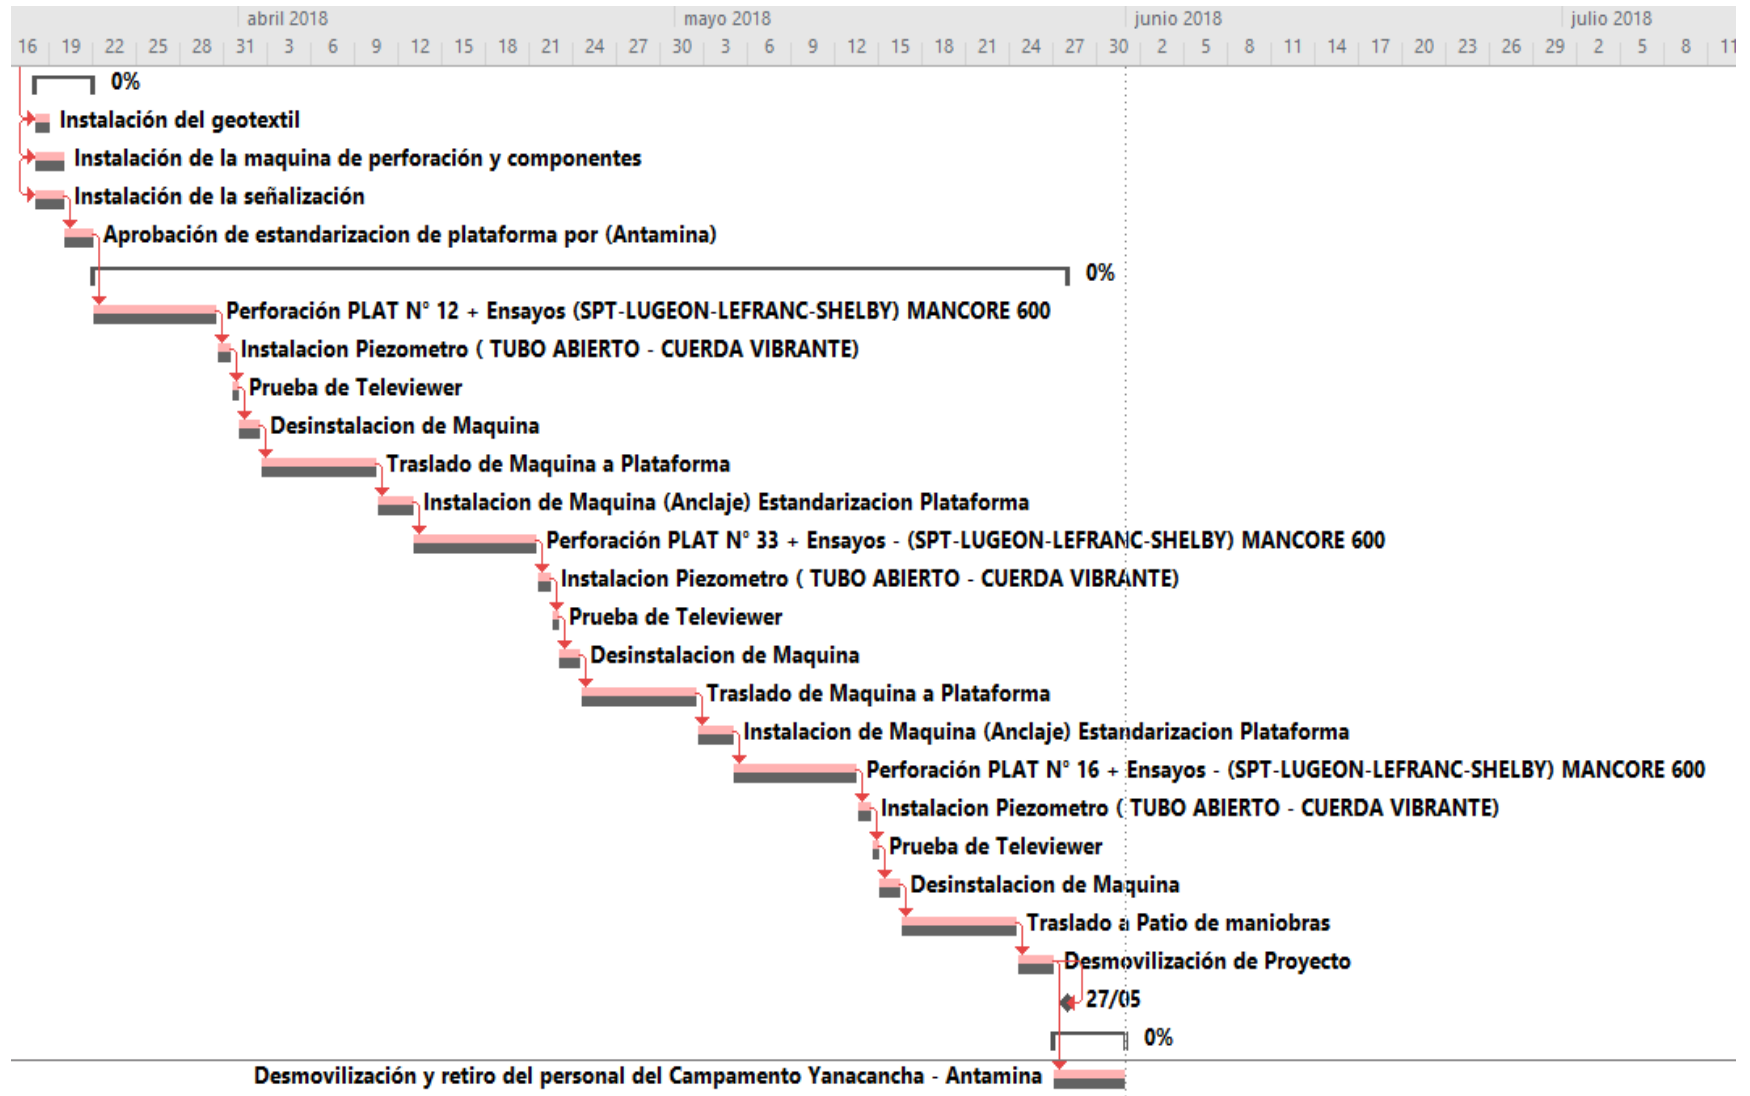 abril 2018 mayo 2018 junio 2018 julio 2018
16 19 22 25 28 31 3 6 9 12 15 18 21 24 27 30 3 6 9 12 15 18 21 24 27 30 2 5 8 11 14 17 20 23 26 29 2 5 8 11
0%
Instalación del geotextil
Instalación de la maquina de perforación y componentes
Instalación de la señalización
Aprobación de estandarizacion de plataforma por (Antamina)
0%
Perforación PLAT N° 12 + Ensayos (SPT-LUGEON-LEFRANC-SHELBY) MANCORE 600
Instalacion Piezometro ( TUBO ABIERTO - CUERDA VIBRANTE)
Prueba de Televiewer
Desinstalacion de Maquina
Traslado de Maquina a Plataforma
Instalacion de Maquina (Anclaje) Estandarizacion Plataforma
Perforación PLAT N° 33 + Ensayos - (SPT-LUGEON-LEFRANC-SHELBY) MANCORE 600
Instalacion Piezometro ( TUBO ABIERTO - CUERDA VIBRANTE)
Prueba de Televiewer
Desinstalacion de Maquina
Traslado de Maquina a Plataforma
Instalacion de Maquina (Anclaje) Estandarizacion Plataforma
Perforación PLAT N° 16 + Ensayos - (SPT-LUGEON-LEFRANC-SHELBY) MANCORE 600
Instalacion Piezometro ( TUBO ABIERTO - CUERDA VIBRANTE)
Prueba de Televiewer
Desinstalacion de Maquina
Traslado a Patio de maniobras
Desmovilización de Proyecto
27/05
0%
Desmovilización y retiro del personal del Campamento Yanacancha - Antamina